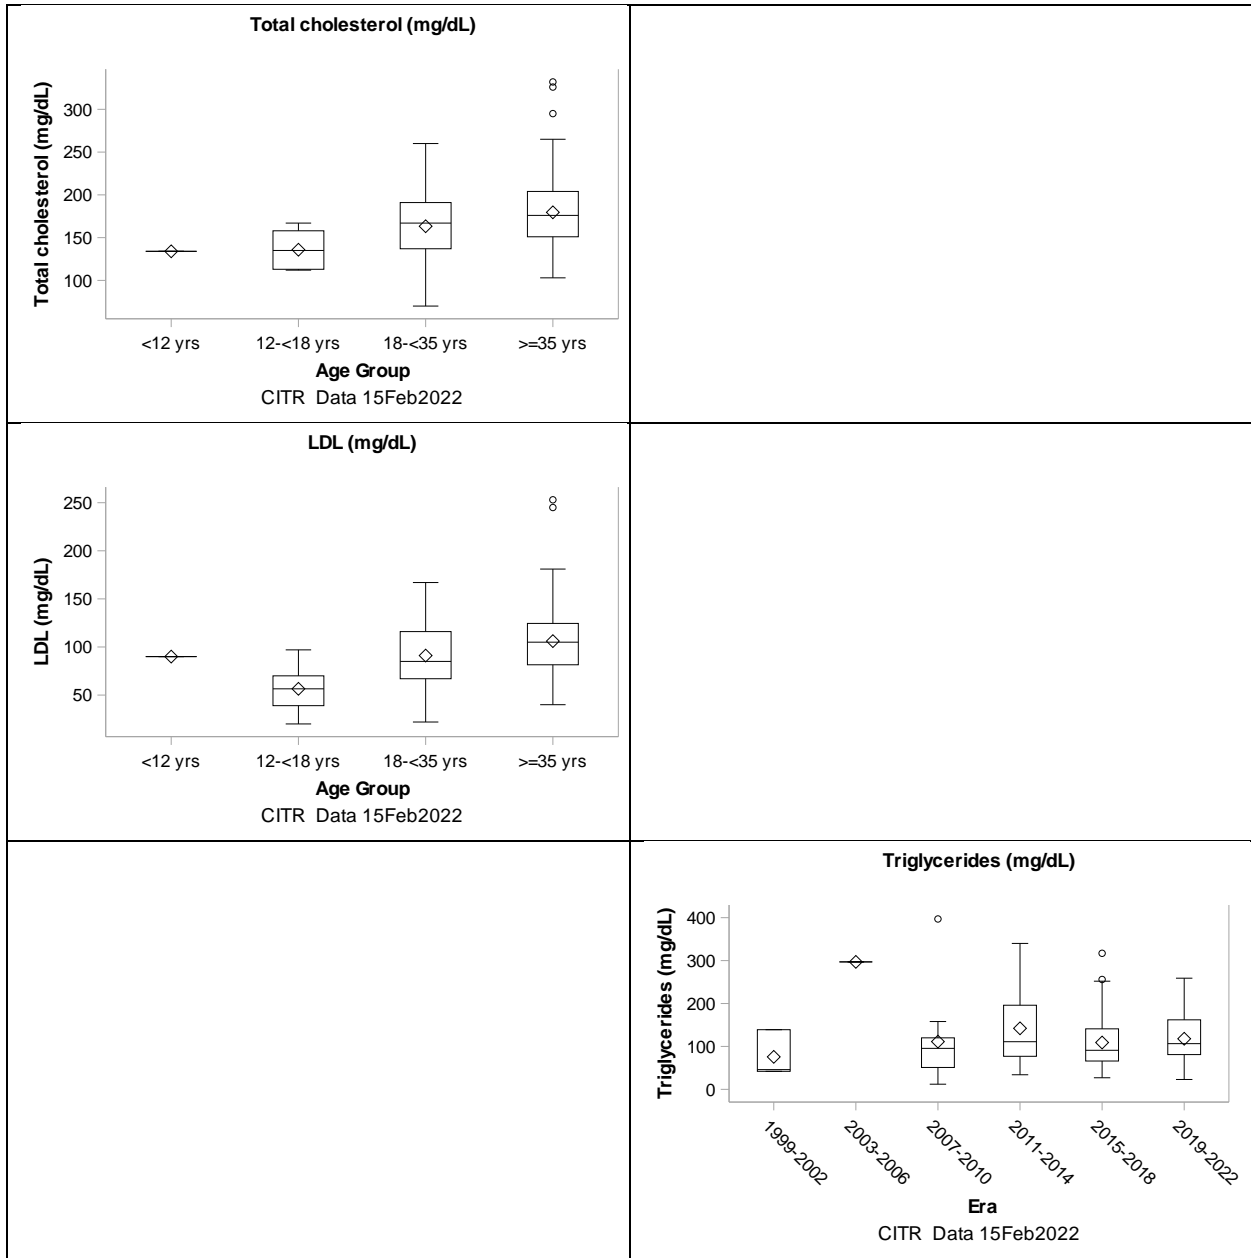 Total cholesterol (mg/dL)
Total cholesterol (mg/dL)
300
250
200
150
100
<12 yrs 12-<18 yrs 18-<35 yrs >=35 yrs
Age Group
CITR Data 15Feb2022
LDL (mg/dL)
LDL (mg/dL)
250
200
150
100
50
<12 yrs 12-<18 yrs 18-<35 yrs >=35 yrs
Age Group
CITR Data 15Feb2022
Triglycerides (mg/dL)
Triglycerides (mg/dL)
400
300
200
100
0
1999-2002 2003-2006 2007-2010 2011-2014 2015-2018 2019-2022
Era
CITR Data 15Feb2022